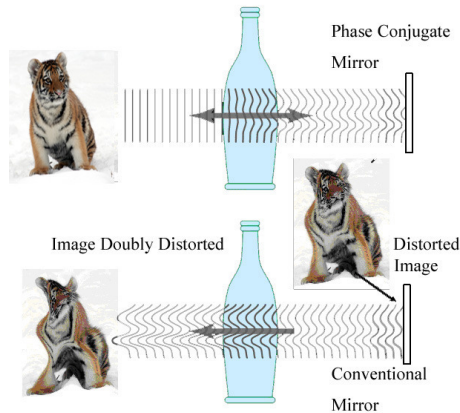 Phase Conjugate
Mirror
Image Doubly Distorted
Distorted
Image
Conventional
Mirror